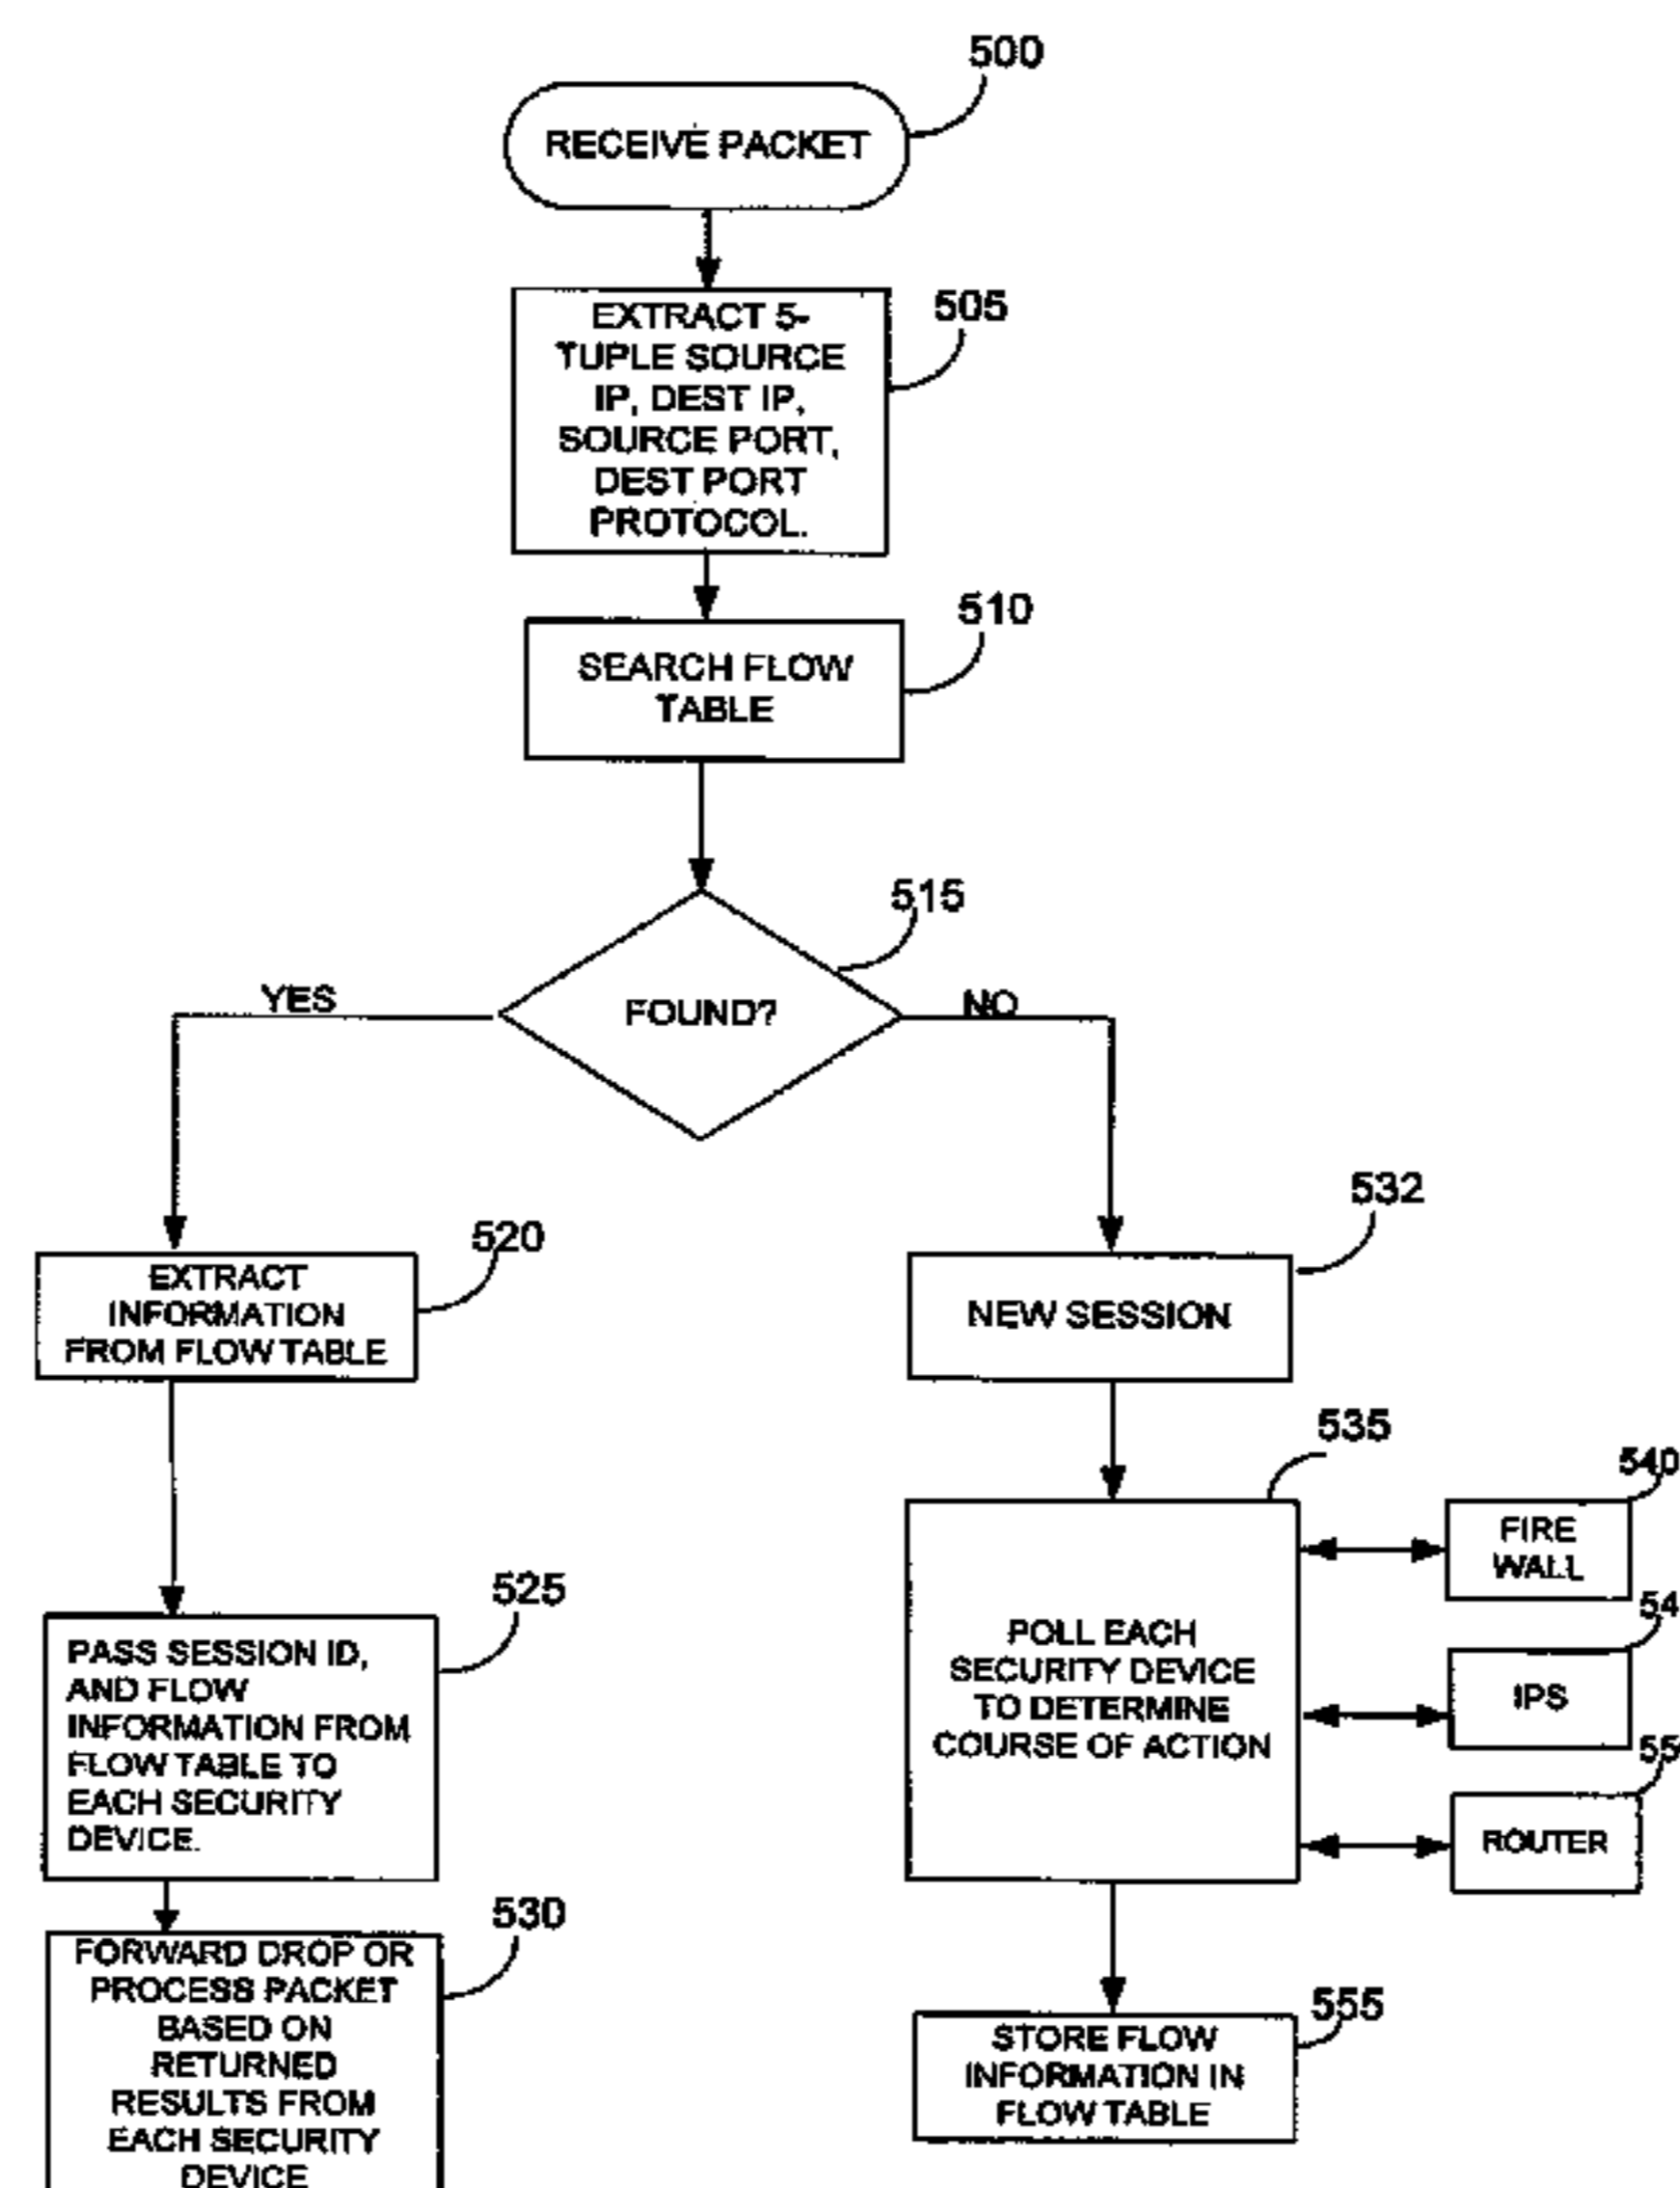 500
RECEIVE PACKET
505
EXTRACT 5-
TUPLE SOURCE
IP, DEST IP,
SOURCE PORT,
DEST PORT
PROTOCOL.
510
SEARCH FLOW
TABLE
515
FOUND?
YES
NO
520
EXTRACT
INFORMATION
FROM FLOW TABLE
532
NEW SESSION
525
PASS SESSION ID,
AND FLOW
INFORMATION FROM
FLOW TABLE TO
EACH SECURITY
DEVICE.
535
POLL EACH
SECURITY DEVICE
TO DETERMINE
COURSE OF ACTION
540
FIRE
WALL
54
IPS
55
ROUTER
530
FORWARD DROP OR
PROCESS PACKET
BASED ON
RETURNED
RESULTS FROM
EACH SECURITY
DEVICE
555
STORE FLOW
INFORMATION IN
FLOW TABLE